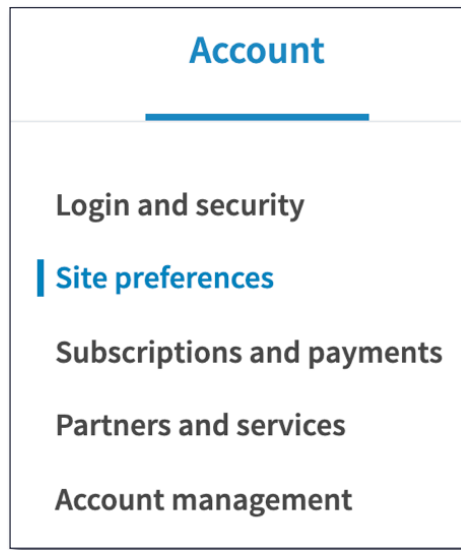 Account
Login and security
Site preferences
Subscriptions and payments
Partners and services
Account management